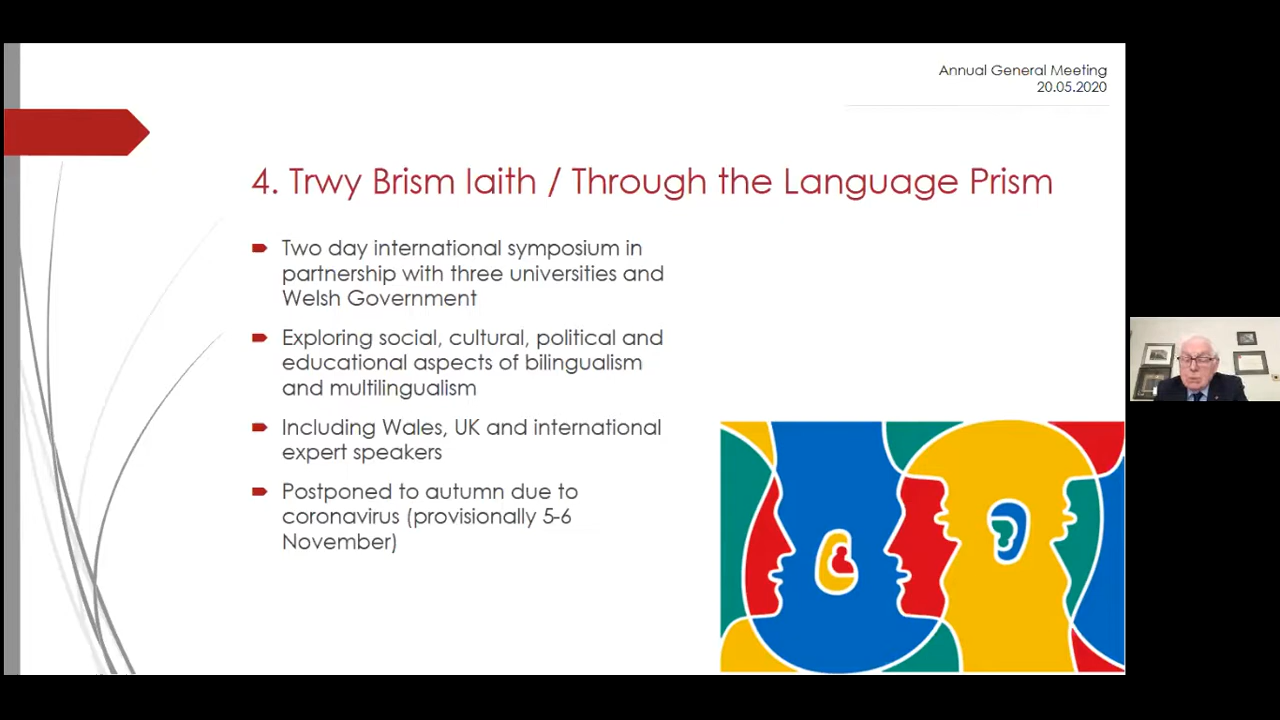 Annual General Meeting
20.05.2020
4. Trwy Brism Iaith / Through the Language Prism
Two day international symposium in
partnership with three universities and
Welsh Government
Exploring social, cultural, political and
educational aspects of bilingualism
and multilingualism
Including Wales, UK and international
expert speakers
Postponed to autumn due to
coronavirus (provisionally 5-6
November)